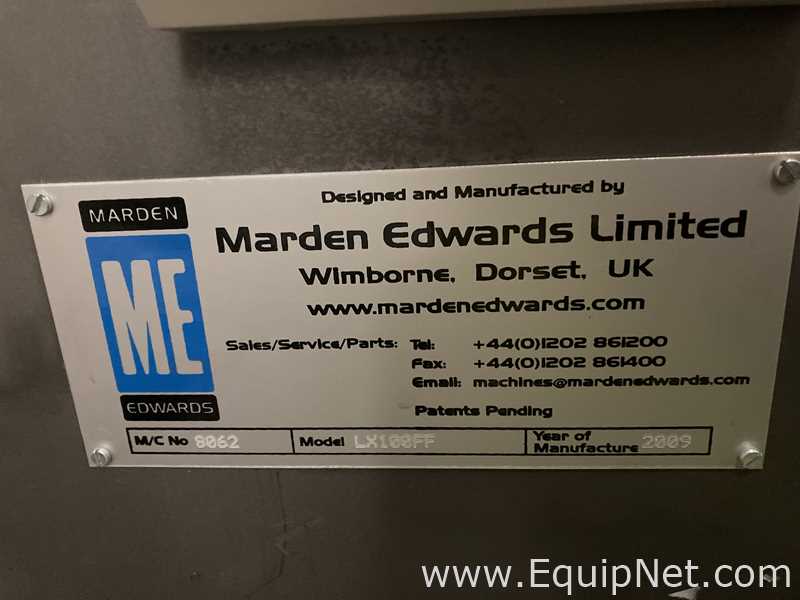 MARDEN
ME
EDWARDS
Designed and Manufactured by
Marden Edwards Limited
Wimborne, Dorset, UK
www.mardenedwards.com
Sales/Service/Parts: Tel: +44(0)1202 861200
Fax: +44(0)1202 861400
Email: machines@mardenedwards.com
Patents Pending
M/C No 8062 Model LX100FF Year of Manufacture 2009
www.EquipNet.com